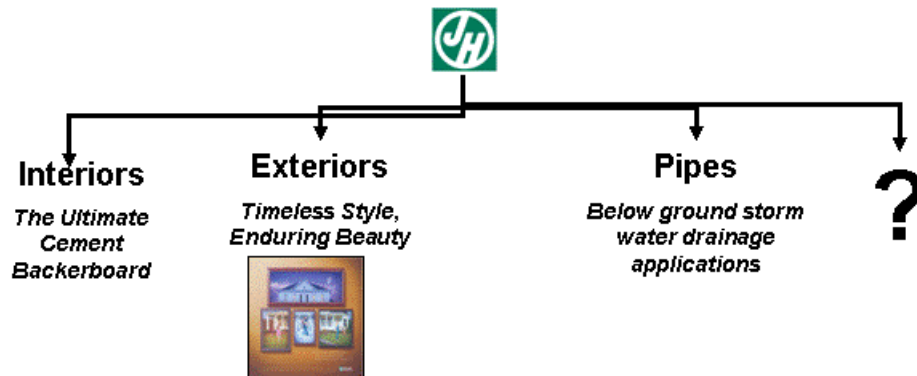 JH
Interiors
The Ultimate
Cement
Backerboard
Exteriors
Timeless Style,
Enduring Beauty
Pipes
Below ground storm
water drainage
applications
?